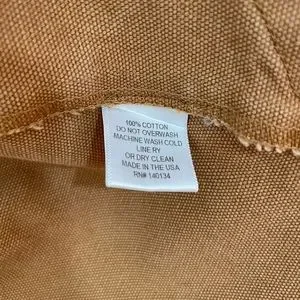 100% COTTON
DO NOT OVERWASH
MACHINE WASH COLD
LINE RY
OR DRY CLEAN
MADE IN THE USA
RN# 140134